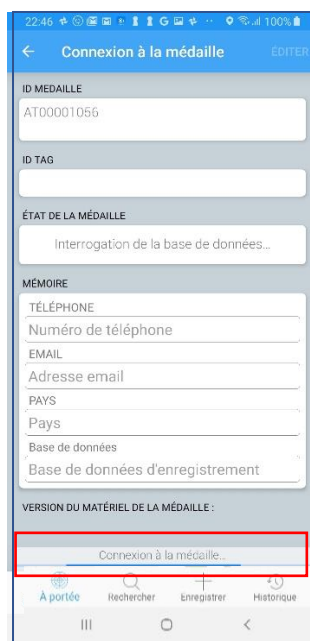 22:46 G 100%
Connexion à la médaille ÉDITER
ID MEDAILLE
AT00001056
ID TAG
ÉTAT DE LA MÉDAILLE
Interrogation de la base de données...
MÉMOIRE
TÉLÉPHONE
Numéro de téléphone
EMAIL
Adresse email
PAYS
Pays
Base de données
Base de données d'enregistrement
VERSION DU MATÉRIEL DE LA MÉDAILLE :
Connexion à la médaille...
À portée Rechercher Enregistrer Historique